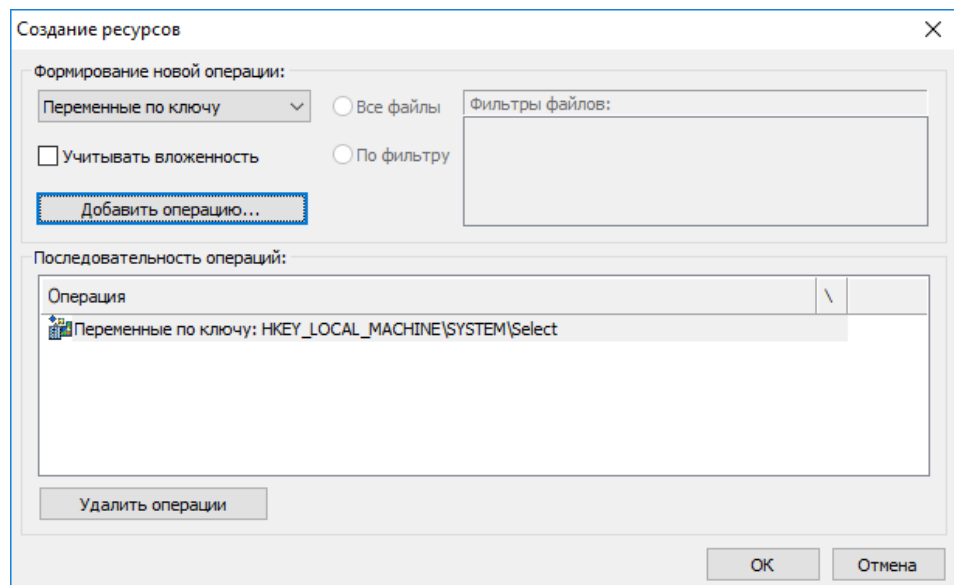 Создание ресурсов
Формирование новой операции:
Переменные по ключу
Все файлы
Фильтры файлов:
Учитывать вложенность
По фильтру
Добавить операцию...
Последовательность операций:
Операция \
Переменные по ключу: HKEY_LOCAL_MACHINE\SYSTEM\Select
Удалить операции
OK Отмена